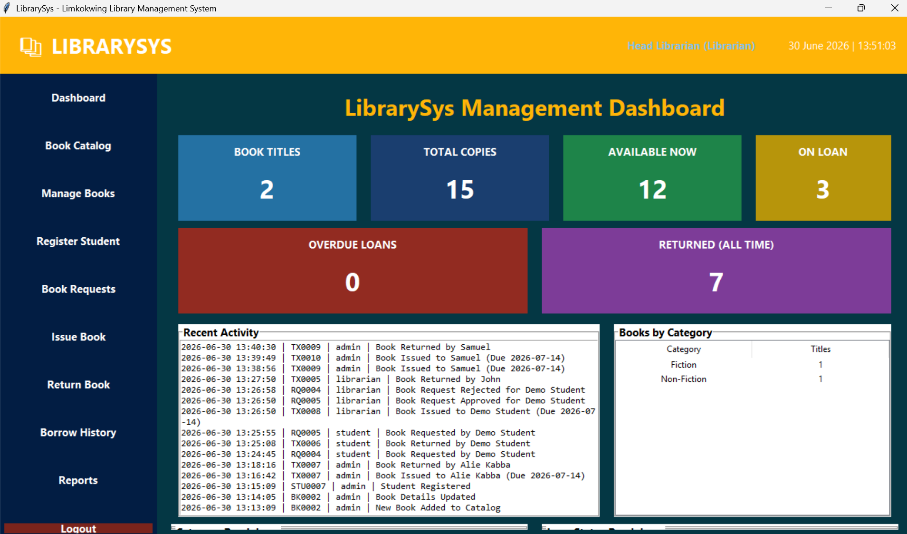 LibrarySys - Limkokwing Library Management System
LIBRARYSYS
Head Librarian (Librarian)
30 June 2026 | 13:51:03
Dashboard
Book Catalog
Manage Books
Register Student
Book Requests
Issue Book
Return Book
Borrow History
Reports
Logout
LibrarySys Management Dashboard
BOOK TITLES
2
TOTAL COPIES
15
AVAILABLE NOW
12
ON LOAN
3
OVERDUE LOANS
0
RETURNED (ALL TIME)
7
Recent Activity
2026-06-30 13:40:30 | TX0009 | admin | Book Returned by Samuel
2026-06-30 13:39:49 | TX0010 | admin | Book Issued to Samuel (Due 2026-07-14)
2026-06-30 13:38:56 | TX0009 | admin | Book Issued to Samuel (Due 2026-07-14)
2026-06-30 13:27:50 | TX0005 | librarian | Book Returned by John
2026-06-30 13:26:58 | RQ0004 | librarian | Book Request Rejected for Demo Student
2026-06-30 13:26:50 | RQ0005 | librarian | Book Request Approved for Demo Student
2026-06-30 13:26:50 | TX0008 | librarian | Book Issued to Demo Student (Due 2026-07
-14)
2026-06-30 13:25:55 | RQ0005 | student | Book Requested by Demo Student
2026-06-30 13:25:08 | TX0006 | student | Book Returned by Demo Student
2026-06-30 13:24:45 | RQ0004 | student | Book Requested by Demo Student
2026-06-30 13:18:16 | TX0007 | admin | Book Returned by Alie Kabba
2026-06-30 13:16:42 | TX0007 | admin | Book Issued to Alie Kabba (Due 2026-07-14)
2026-06-30 13:15:09 | STU0007 | admin | Student Registered
2026-06-30 13:14:05 | BK0002 | admin | Book Details Updated
2026-06-30 13:13:09 | BK0002 | admin | New Book Added to Catalog
Books by Category
Category Titles
Fiction 1
Non-Fiction 1